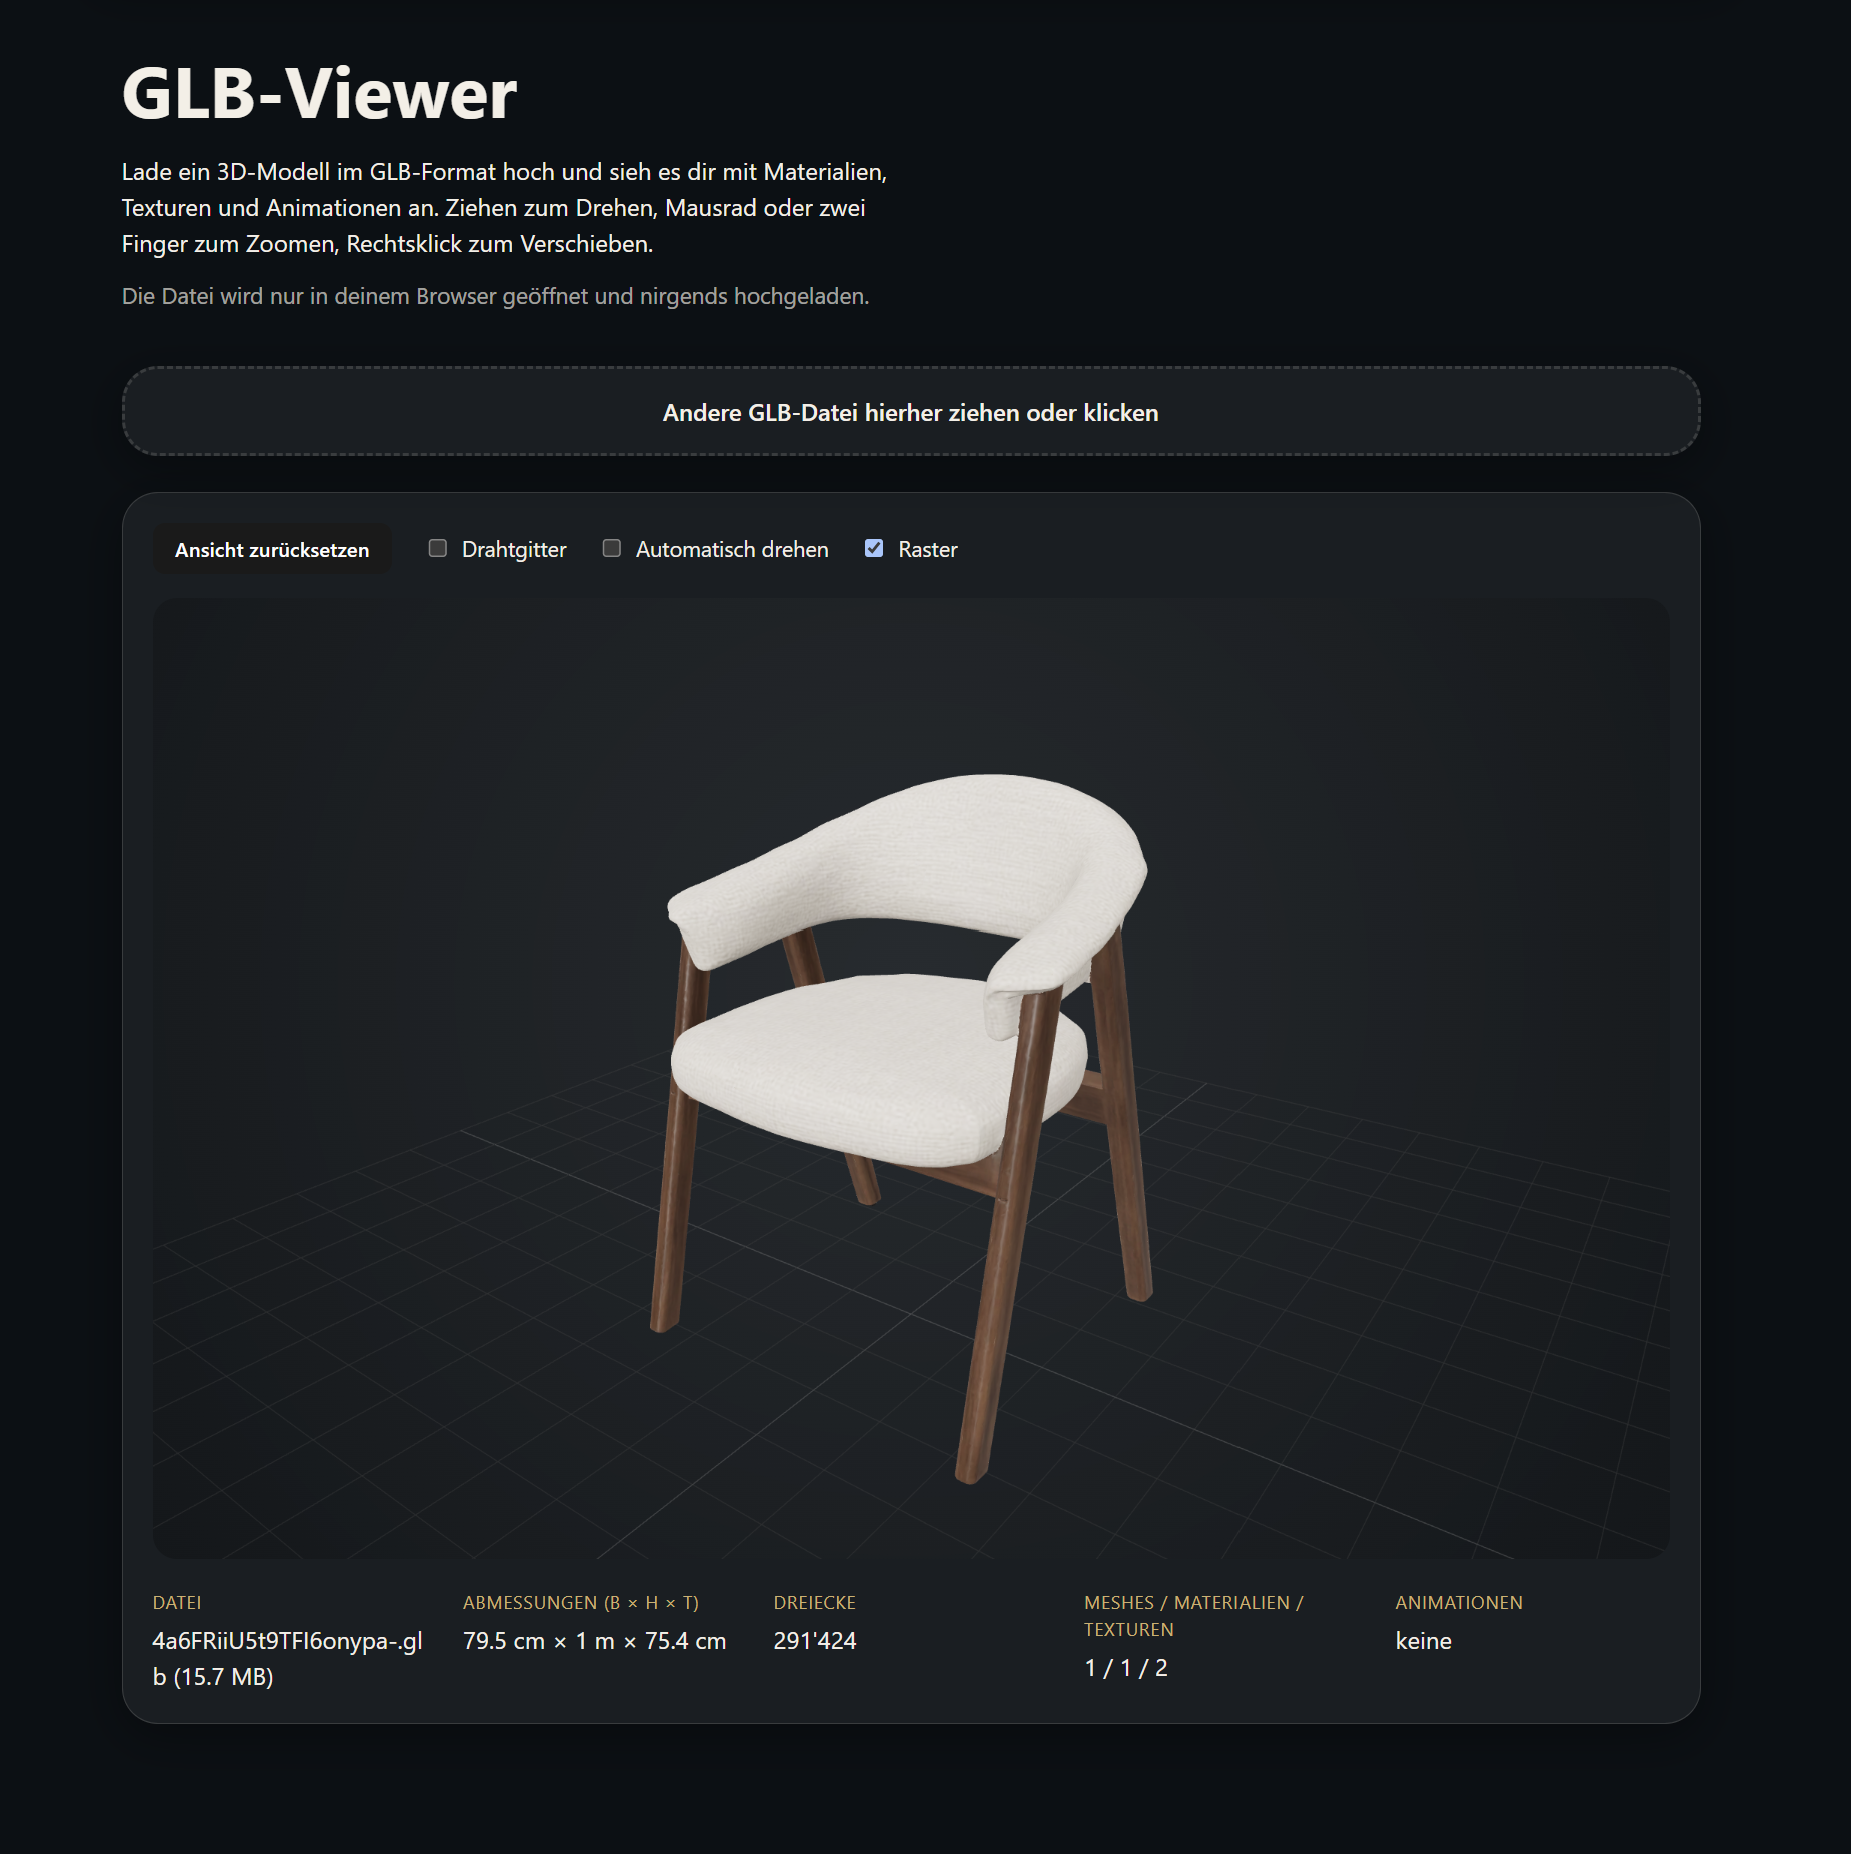 GLB-Viewer
Lade ein 3D-Modell im GLB-Format hoch und sieh es dir mit Materialien,
Texturen und Animationen an. Ziehen zum Drehen, Mausrad oder zwei
Finger zum Zoomen, Rechtsklick zum Verschieben.
Die Datei wird nur in deinem Browser geöffnet und nirgends hochgeladen.
Andere GLB-Datei hierher ziehen oder klicken
Ansicht zurücksetzen Drahtgitter Automatisch drehen Raster
DATEI
4a6FRiiU5t9TFI6onypa-.gl
b (15.7 MB)
ABMESSUNGEN (B × H × T)
79.5 cm × 1 m × 75.4 cm
DREIECKE
291'424
MESHES / MATERIALIEN /
TEXTUREN
1 / 1 / 2
ANIMATIONEN
keine